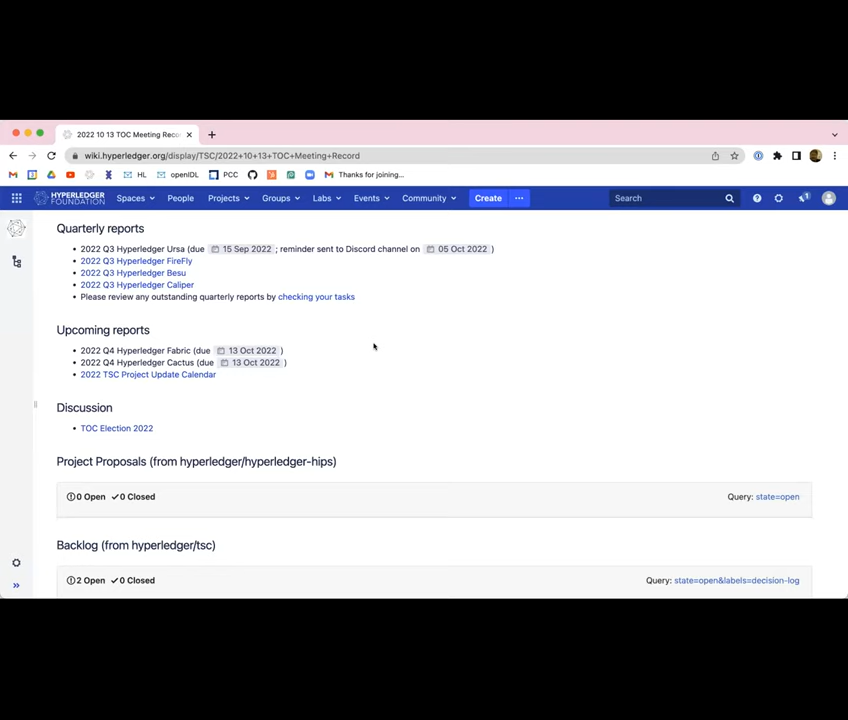 2022 10 13 TOC Meeting Reco
wiki.hyperledger.org/display/TSC/2022+10+13+TOC+Meeting+Record
HL openIDL PCC Thanks for joining...
HYPERLEDGER FOUNDATION Spaces People Projects Groups Labs Events Community Create ••• Search 1
Quarterly reports
• 2022 Q3 Hyperledger Ursa (due 15 Sep 2022 ; reminder sent to Discord channel on 05 Oct 2022 )
• 2022 Q3 Hyperledger FireFly
• 2022 Q3 Hyperledger Besu
• 2022 Q3 Hyperledger Caliper
• Please review any outstanding quarterly reports by checking your tasks
Upcoming reports
• 2022 Q4 Hyperledger Fabric (due 13 Oct 2022 )
• 2022 Q4 Hyperledger Cactus (due 13 Oct 2022 )
• 2022 TSC Project Update Calendar
Discussion
• TOC Election 2022
Project Proposals (from hyperledger/hyperledger-hips)
0 Open ✓0 Closed Query: state=open
Backlog (from hyperledger/tsc)
2 Open ✓0 Closed Query: state=open&labels=decision-log